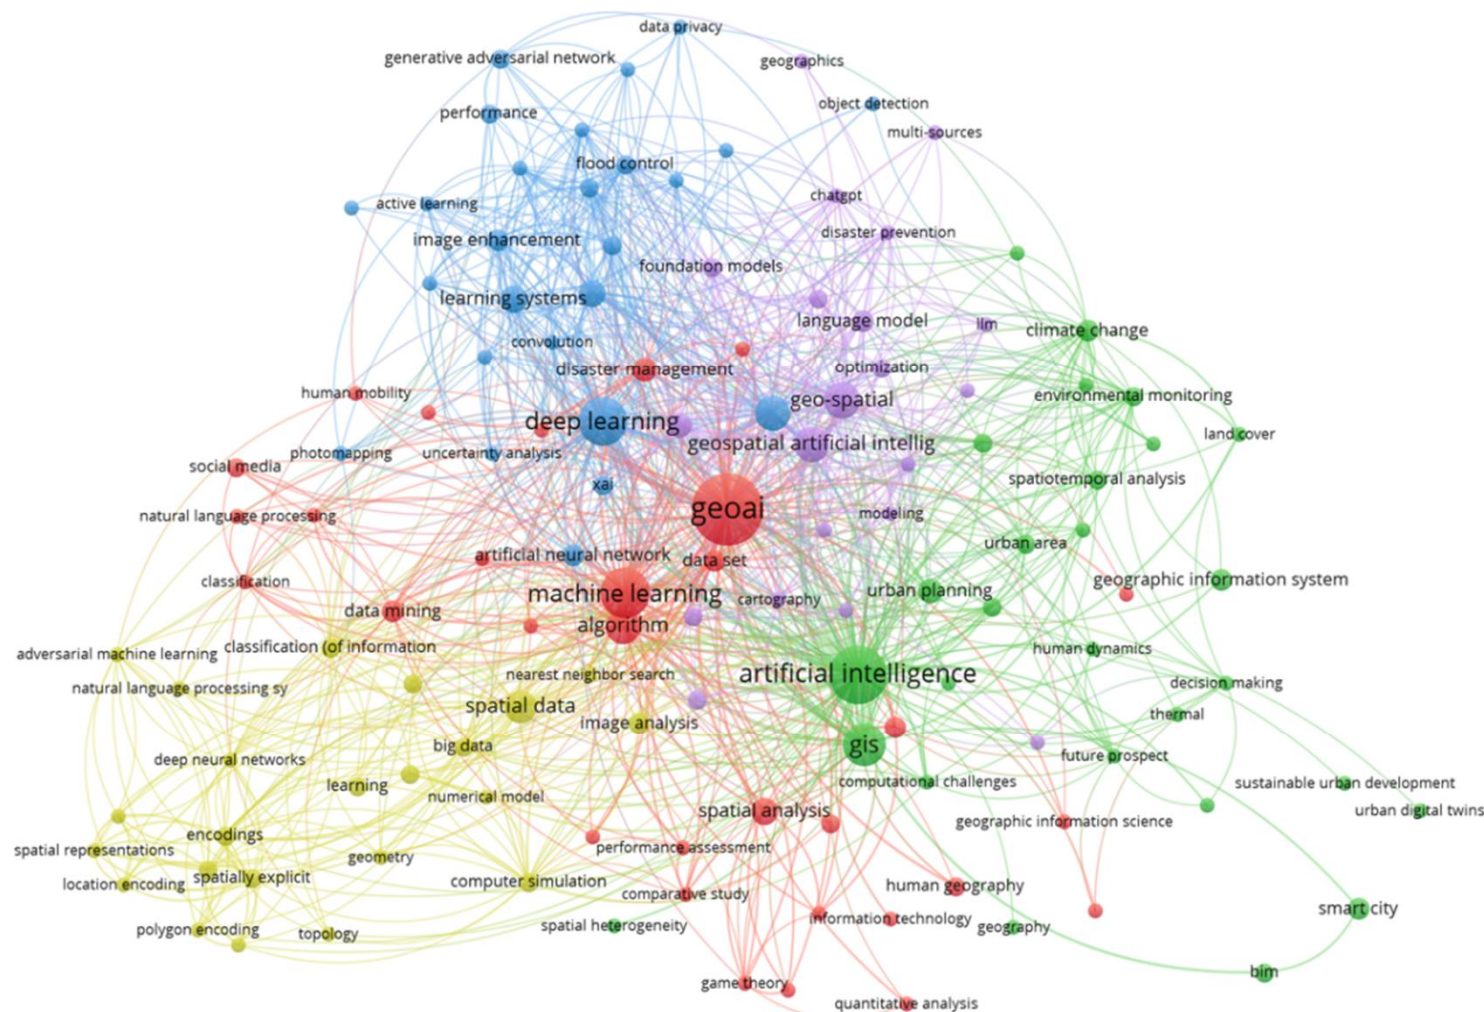 data privacy
generative adversarial network
geographics
performance
object detection
multi-sources
flood control
active learning
chatgpt
image enhancement
disaster prevention
foundation models
learning systems
language model
llm
climate change
convolution
disaster management
optimization
human mobility
geo-spatial
environmental monitoring
deep learning
geospatial artificial intellig
land cover
photomapping
uncertainty analysis
social media
xai
spatiotemporal analysis
geoai
natural language processing
modeling
urban area
artificial neural network
data set
classification
geographic information system
machine learning
urban planning
cartography
data mining
algorithm
adversarial machine learning
classification (of information
human dynamics
nearest neighbor search
artificial intelligence
natural language processing sy
decision making
spatial data
thermal
image analysis
big data
gis
deep neural networks
future prospect
learning
computational challenges
sustainable urban development
numerical model
spatial analysis
urban digital twins
encodings
geographic information science
spatial representations
geometry
performance assessment
location encoding
spatially explicit
computer simulation
human geography
comparative study
smart city
polygon encoding
topology
spatial heterogeneity
information technology
geography
bim
game theory
quantitative analysis